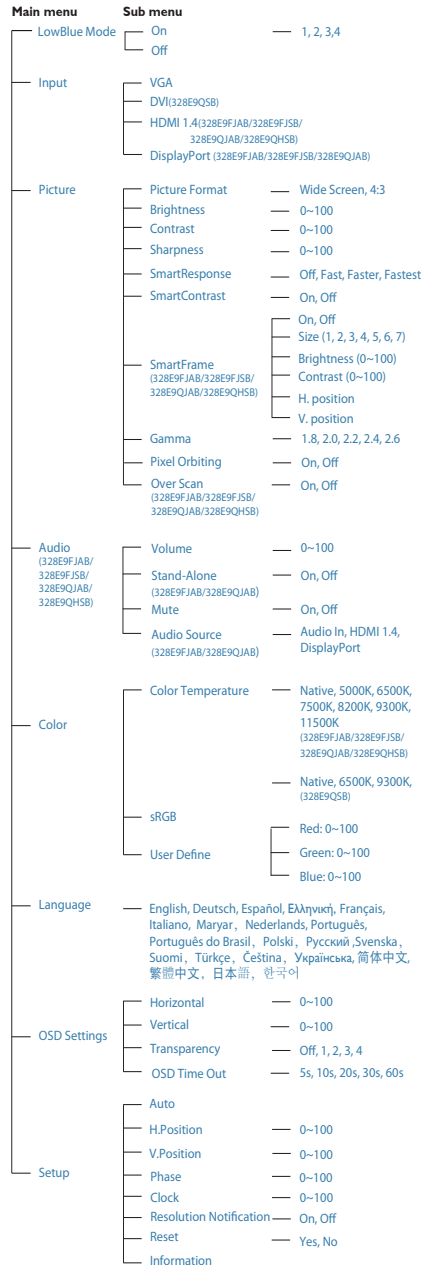 Main menu Sub menu
LowBlue Mode On 1, 2, 3,4
Off
Input VGA
DVI(328E9QSB)
HDMI 1.4(328E9FJAB/328E9FJSB/
328E9QJAB/328E9QHSB)
DisplayPort (328E9FJAB/328E9FJSB/328E9QJAB)
Picture Picture Format Wide Screen, 4:3
Brightness 0~100
Contrast 0~100
Sharpness 0~100
SmartResponse Off, Fast, Faster, Fastest
SmartContrast On, Off
On, Off
Size (1, 2, 3, 4, 5, 6, 7)
SmartFrame Brightness (0~100)
(328E9FJAB/328E9FJSB/ Contrast (0~100)
328E9QJAB/328E9QHSB) H. position
V. position
Gamma 1.8, 2.0, 2.2, 2.4, 2.6
Pixel Orbiting On, Off
Over Scan On, Off
(328E9FJAB/328E9FJSB/
328E9QJAB/328E9QHSB)
Audio Volume 0~100
(328E9FJAB/
328E9FJSB/ Stand-Alone On, Off
328E9QJAB/ (328E9FJAB/328E9QJAB)
328E9QHSB) Mute On, Off
Audio Source Audio In, HDMI 1.4,
(328E9FJAB/328E9QJAB) DisplayPort
Color Color Temperature Native, 5000K, 6500K,
7500K, 8200K, 9300K,
11500K
(328E9FJAB/328E9FJSB/
328E9QJAB/328E9QHSB)
Native, 6500K, 9300K,
(328E9QSB)
sRGB
Red: 0~100
User Define Green: 0~100
Blue: 0~100
Language English, Deutsch, Español, Ελληνική, Français,
Italiano, Maryar, Nederlands, Português,
Português do Brasil, Polski, Русский ,Svenska,
Suomi, Türkçe, Čeština, Українська, 简体中文,
繁體中文, 日本語, 한국어
OSD Settings Horizontal 0~100
Vertical 0~100
Transparency Off, 1, 2, 3, 4
OSD Time Out 5s, 10s, 20s, 30s, 60s
Setup Auto
H.Position 0~100
V.Position 0~100
Phase 0~100
Clock 0~100
Resolution Notification On, Off
Reset Yes, No
Information